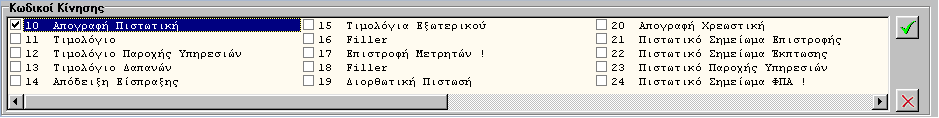 Κωδικοί Κίνησης
10 Απογραφή Πιστωτική
11 Τιμολόγιο
12 Τιμολόγιο Παροχής Υπηρεσιών
13 Τιμολόγιο Δαπανών
14 Απόδειξη Είσπραξης
15 Τιμολόγια Εξωτερικού
16 Filler
17 Επιστροφή Μετρητών !
18 Filler
19 Διορθωτική Πιστωσή
20 Απογραφή Χρεωστική
21 Πιστωτικό Σημείωμα Επιστροφής
22 Πιστωτικό Σημείωμα Έκπτωσης
23 Πιστωτικό Παροχής Υπηρεσιών
24 Πιστωτικό Σημείωμα ΦΠΑ !